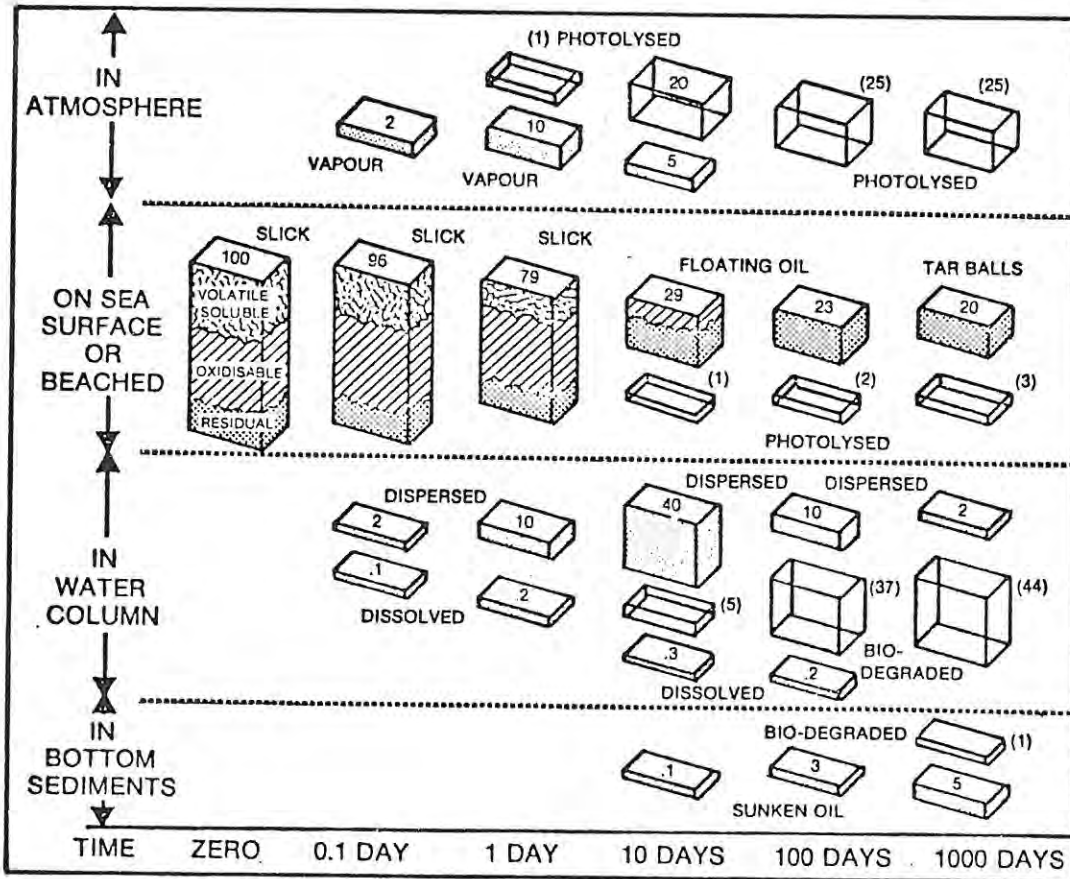 IN
ATMOSPHERE
(1) PHOTOLYSED
20
(25)
(25)
2
10
5
VAPOUR
VAPOUR
PHOTOLYSED
ON SEA
SURFACE
OR
BEACHED
SLICK
SLICK
SLICK
FLOATING OIL
TAR BALLS
100
96
79
29
23
20
VOLATILE
SOLUBLE
OXIDISABLE
RESIDUAL
(1)
(2)
(3)
PHOTOLYSED
IN
WATER
COLUMN
DISPERSED
DISPERSED
DISPERSED
2
10
40
10
2
.1
.2
(5)
(37)
(44)
DISSOLVED
.3
.2
BIO-
DEGRADED
DISSOLVED
IN
BOTTOM
SEDIMENTS
BIO-DEGRADED
(1)
.1
3
5
SUNKEN OIL
TIME ZERO 0.1 DAY 1 DAY 10 DAYS 100 DAYS 1000 DAYS